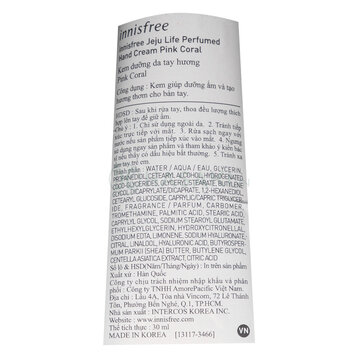 innisfree
innisfree Jeju Life Perfumed
Hand Cream Pink Coral
Kem dưỡng da tay hương
Pink Coral
Công dụng : Kem giúp dưỡng ẩm và tạo
hương thơm cho bàn tay.
HDSD : Sau khi rửa tay, thoa đều lượng thích
hợp lên tay để giữ ẩm.
Chú ý : 1. Chỉ sử dụng ngoài da. 2. Tránh tiếp
xúc trực tiếp với mắt. 3. Rửa sạch ngay với
nước nếu sản phẩm tiếp xúc vào mắt. 4. Ngưng
sử dụng sản phẩm và tham khảo ý kiến bác sĩ
nếu thấy có dấu hiệu bất thường. 5. Tránh xa
tầm tay trẻ em.
Thành phần : WATER / AQUA / EAU, GLYCERIN,
PROPANEDIOL, CETEARYL ALCOHOL, HYDROGENATED
COCO-GLYCERIDES, GLYCERYL STEARATE, BUTYLENE
GLYCOL DICAPRYLATE/DICAPRATE, 1,2-HEXANEDIOL,
CETEARYL GLUCOSIDE, CAPRYLIC/CAPRIC TRIGLYCER
IDE, FRAGRANCE / PARFUM, CARBOMER,
TROMETHAMINE, PALMITIC ACID, STEARIC ACID,
CAPRYLYL GLYCOL, SODIUM STEAROYL GLUTAMATE,
ETHYLHEXYLGLYCERIN, HYDROXYCITRONELLAL,
DISODIUM EDTA, LIMONENE, SODIUM HYALURONATE,
CITRAL, LINALOOL, HYALURONIC ACID, BUTYROSPER-
MUM PARKII (SHEA) BUTTER, BUTYLENE GLYCOL,
CENTELLA ASIATICA EXTRACT, CITRIC ACID
Số lô & HSD(Năm/Tháng/Ngày) : In trên sản phẩm
Xuất xứ : Hàn Quốc
Công ty chịu trách nhiệm nhập khẩu và phân phối :
Công ty TNHH AmorePacific Việt Nam.
Địa chỉ : Lầu 4A, Tòa nhà Vincom, 72 Lê Thánh
Tôn, Phường Bến Nghé, Q.1, TP.HCM.
Nhà sản xuất : INTERCOS KOREA INC.
Website : www.innisfree.com
Thể tích thực : 30 ml
MADE IN KOREA [13117-3466]
VN